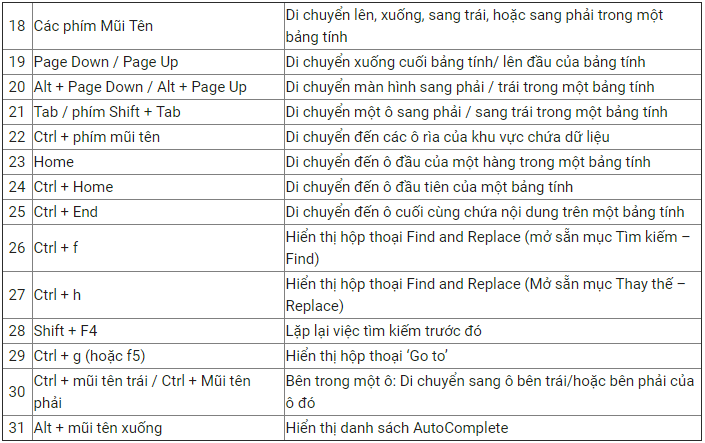 18 Các phím Mũi Tên Di chuyển lên, xuống, sang trái, hoặc sang phải trong một
bảng tính
19 Page Down / Page Up Di chuyển xuống cuối bảng tính/ lên đầu của bảng tính
20 Alt + Page Down / Alt + Page Up Di chuyển màn hình sang phải / trái trong một bảng tính
21 Tab / phím Shift + Tab Di chuyển một ô sang phải / sang trái trong một bảng tính
22 Ctrl + phím mũi tên Di chuyển đến các ô rìa của khu vực chứa dữ liệu
23 Home Di chuyển đến ô đầu của một hàng trong một bảng tính
24 Ctrl + Home Di chuyển đến ô đầu tiên của một bảng tính
25 Ctrl + End Di chuyển đến ô cuối cùng chứa nội dung trên một bảng tính
26 Ctrl + f Hiển thị hộp thoại Find and Replace (mở sẵn mục Tìm kiếm –
Find)
27 Ctrl + h Hiển thị hộp thoại Find and Replace (Mở sẵn mục Thay thế –
Replace)
28 Shift + F4 Lặp lại việc tìm kiếm trước đó
29 Ctrl + g (hoặc f5) Hiển thị hộp thoại ‘Go to’
30 Ctrl + mũi tên trái / Ctrl + Mũi tên
phải Bên trong một ô: Di chuyển sang ô bên trái/hoặc bên phải của
ô đó
31 Alt + mũi tên xuống Hiển thị danh sách AutoComplete